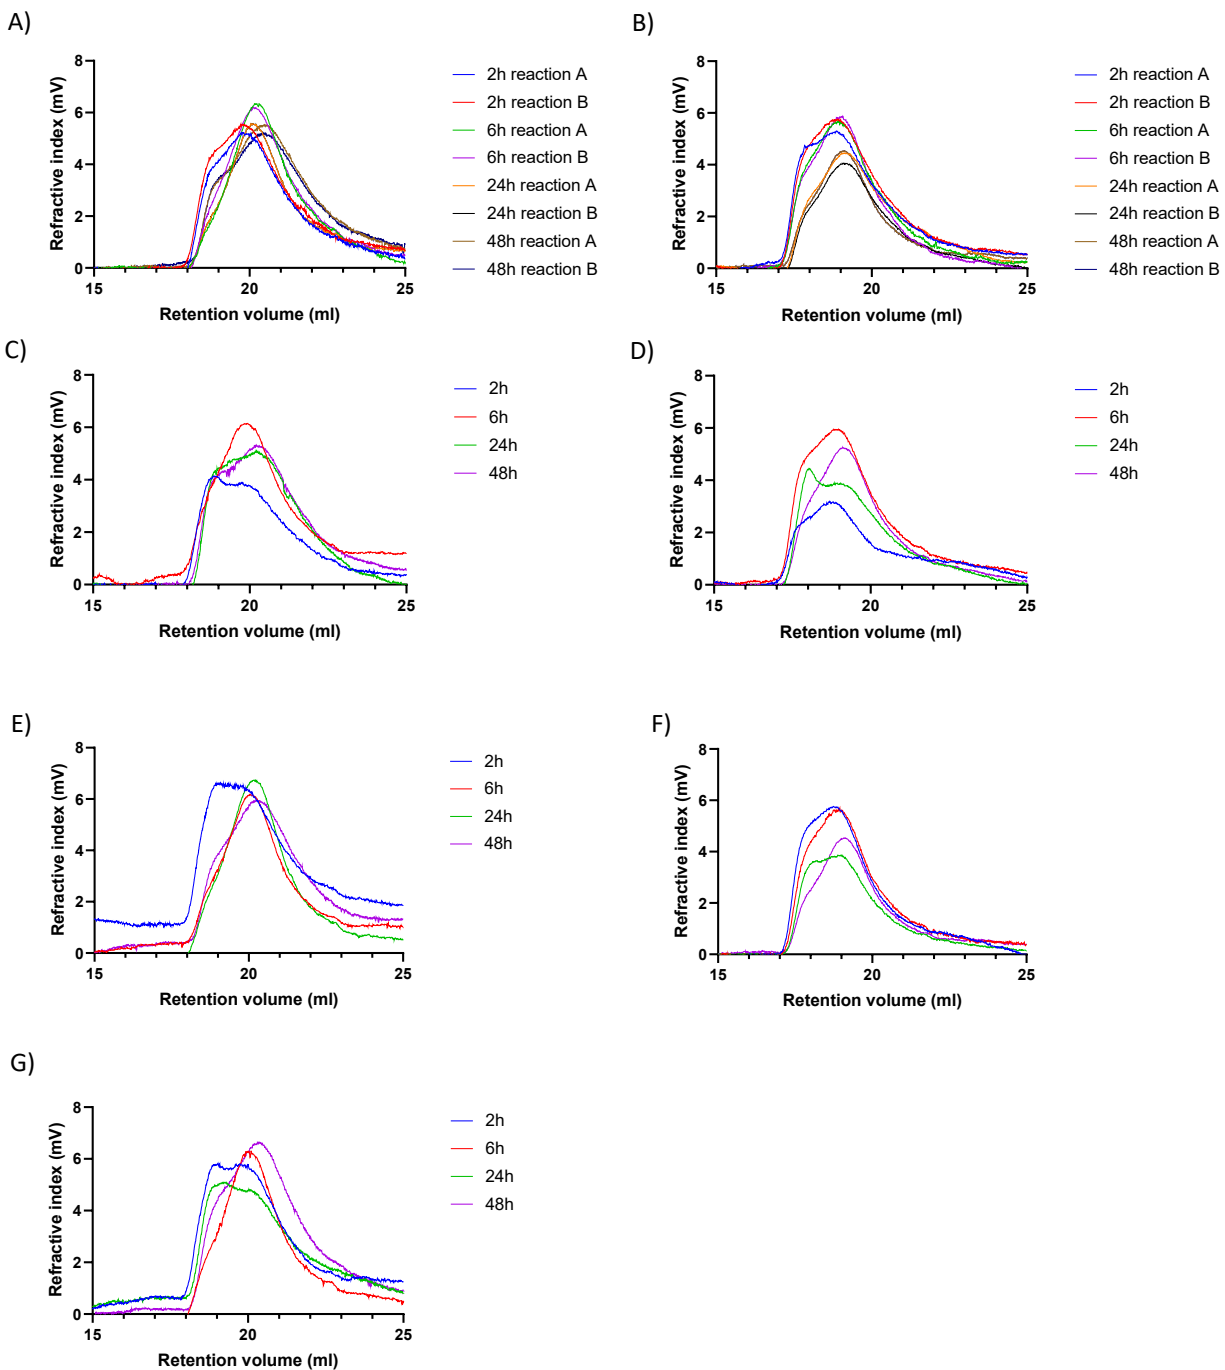 A)
Refractive index (mV)
8
6
4
2
0
15
20
25
Retention volume (ml)
2h reaction A
2h reaction B
6h reaction A
6h reaction B
24h reaction A
24h reaction B
48h reaction A
48h reaction B
B)
Refractive index (mV)
8
6
4
2
0
15
20
25
Retention volume (ml)
2h reaction A
2h reaction B
6h reaction A
6h reaction B
24h reaction A
24h reaction B
48h reaction A
48h reaction B
C)
Refractive index (mV)
8
6
4
2
0
15
20
25
Retention volume (ml)
2h
6h
24h
48h
D)
Refractive index (mV)
8
6
4
2
0
15
20
25
Retention volume (ml)
2h
6h
24h
48h
E)
Refractive index (mV)
8
6
4
2
0
15
20
25
Retention volume (ml)
2h
6h
24h
48h
F)
Refractive index (mV)
8
6
4
2
0
15
20
25
Retention volume (ml)
2h
6h
24h
48h
G)
Refractive index (mV)
8
6
4
2
0
15
20
25
Retention volume (ml)
2h
6h
24h
48h